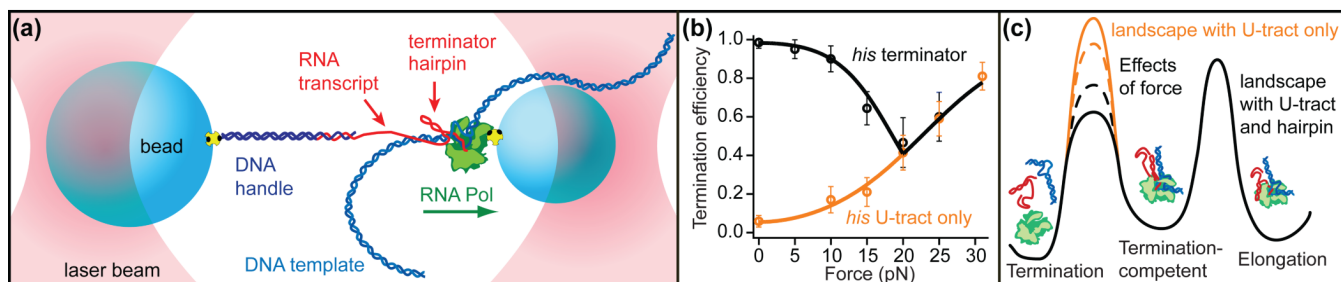 (a)
RNA
transcript
terminator
hairpin
bead
DNA
handle
RNA Pol
DNA template
laser beam
(b)
Termination efficiency
1.0
0.8
0.6
0.4
0.2
0.0
his terminator
his U-tract only
0 5 10 15 20 25 30
Force (pN)
(c)
landscape with U-tract only
Effects
of force
landscape
with U-tract
and hairpin
Termination
Termination-
competent
Elongation